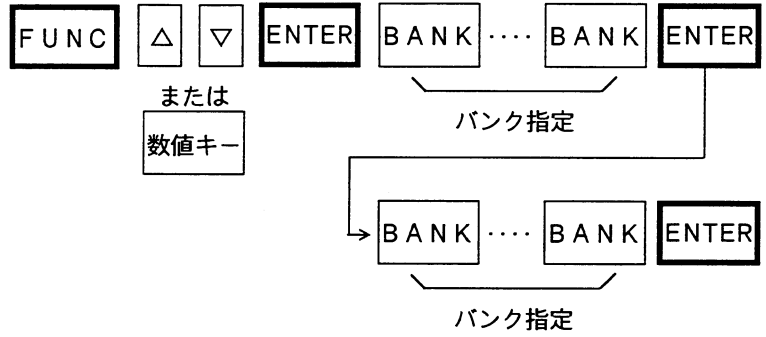 FUNC △ ▽ ENTER BANK ‥‥ BANK ENTER
または
数値キー
バンク指定
BANK ‥‥ BANK ENTER
バンク指定